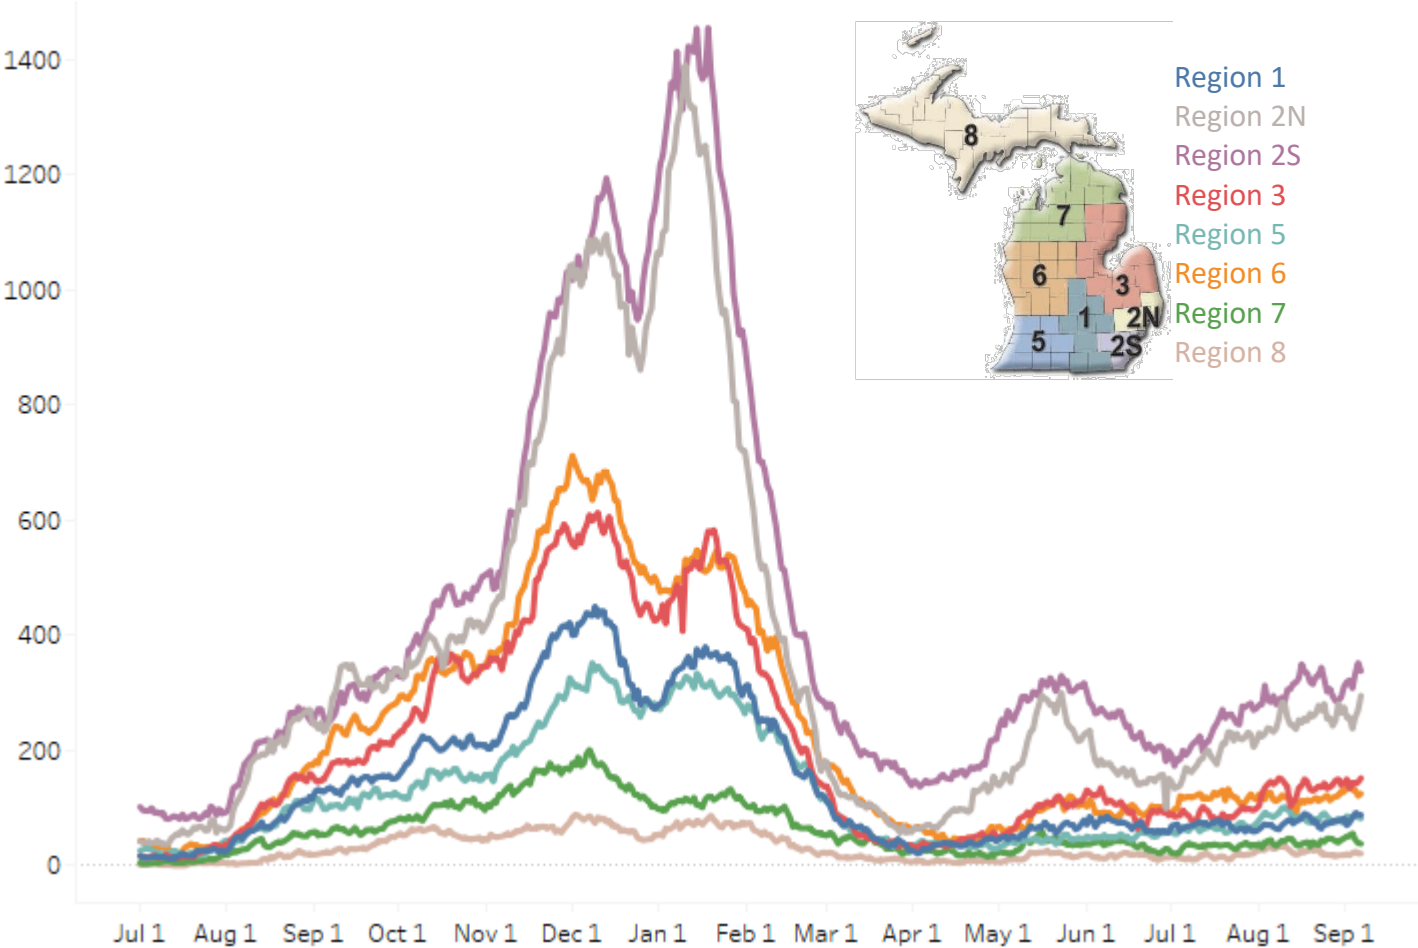 1400
1200
1000
800
600
400
200
0
Jul 1 Aug 1 Sep 1 Oct 1 Nov 1 Dec 1 Jan 1 Feb 1 Mar 1 Apr 1 May 1 Jun 1 Jul 1 Aug 1 Sep 1
8
7
6
3
1
2N
5
2S
Region 1
Region 2N
Region 2S
Region 3
Region 5
Region 6
Region 7
Region 8